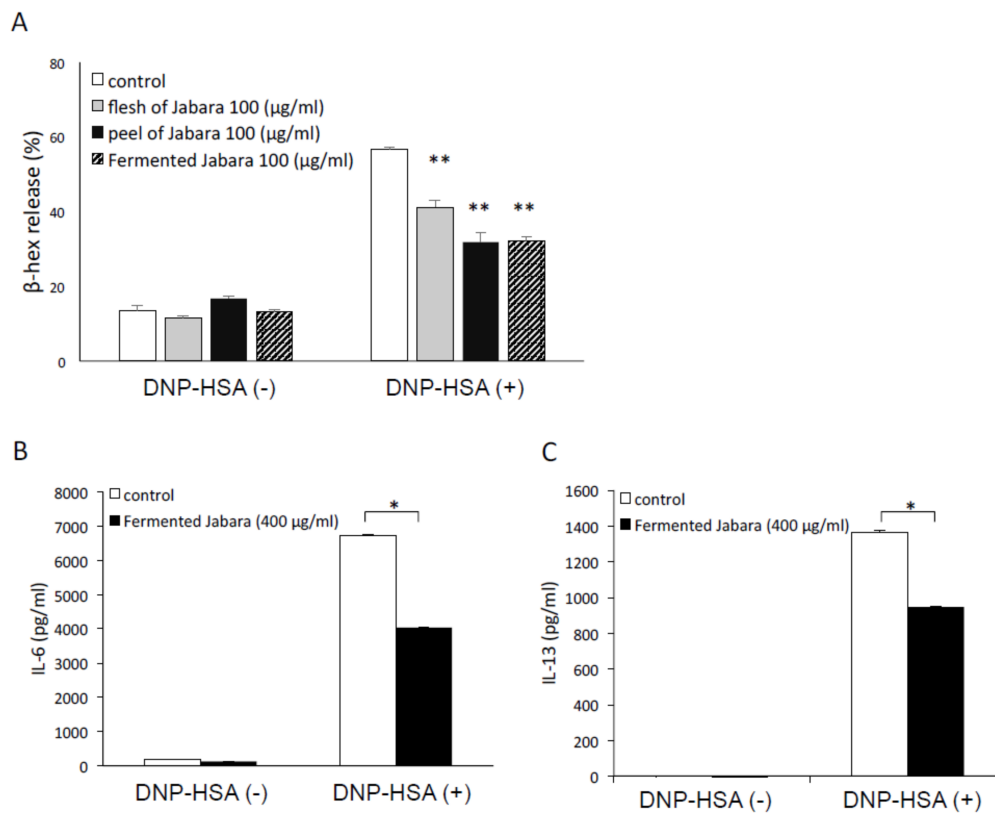 A
80
60
40
20
0
β-hex release (%)
control
flesh of Jabara 100 (μg/ml)
peel of Jabara 100 (μg/ml)
Fermented Jabara 100 (μg/ml)
**
**
**
DNP-HSA (-)
DNP-HSA (+)
B
8000
7000
6000
5000
4000
3000
2000
1000
0
IL-6 (pg/ml)
control
Fermented Jabara (400 μg/ml)
*
DNP-HSA (-)
DNP-HSA (+)
C
1600
1400
1200
1000
800
600
400
200
0
IL-13 (pg/ml)
control
Fermented Jabara (400 μg/ml)
*
DNP-HSA (-)
DNP-HSA (+)